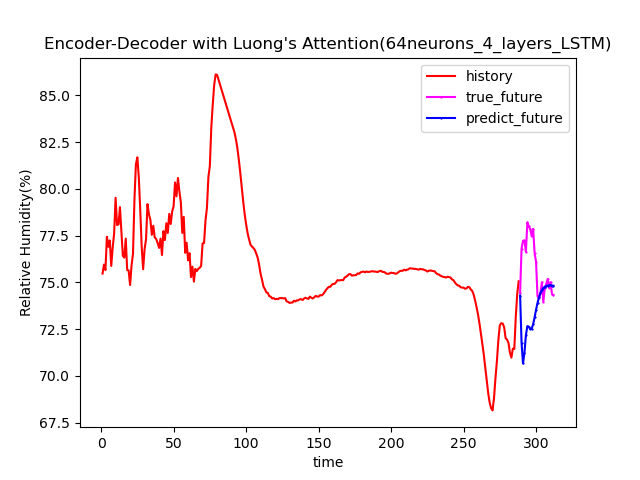 Encoder-Decoder with Luong's Attention(64neurons_4_layers_LSTM)
history
true_future
predict_future
85.0
82.5
80.0
77.5
75.0
72.5
70.0
67.5
Relative Humidity(%)
0 50 100 150 200 250 300
time